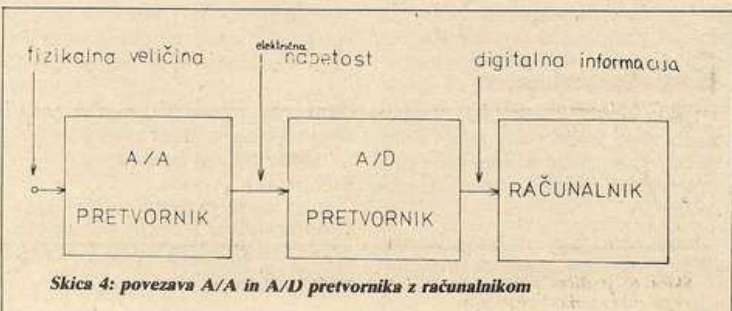 fizikalna veličina
električna
napetost
digitalna informacija
A/A
PRETVORNIK
A/D
PRETVORNIK
RAČUNALNIK
Skica 4: povezava A/A in A/D pretvornika z računalnikom